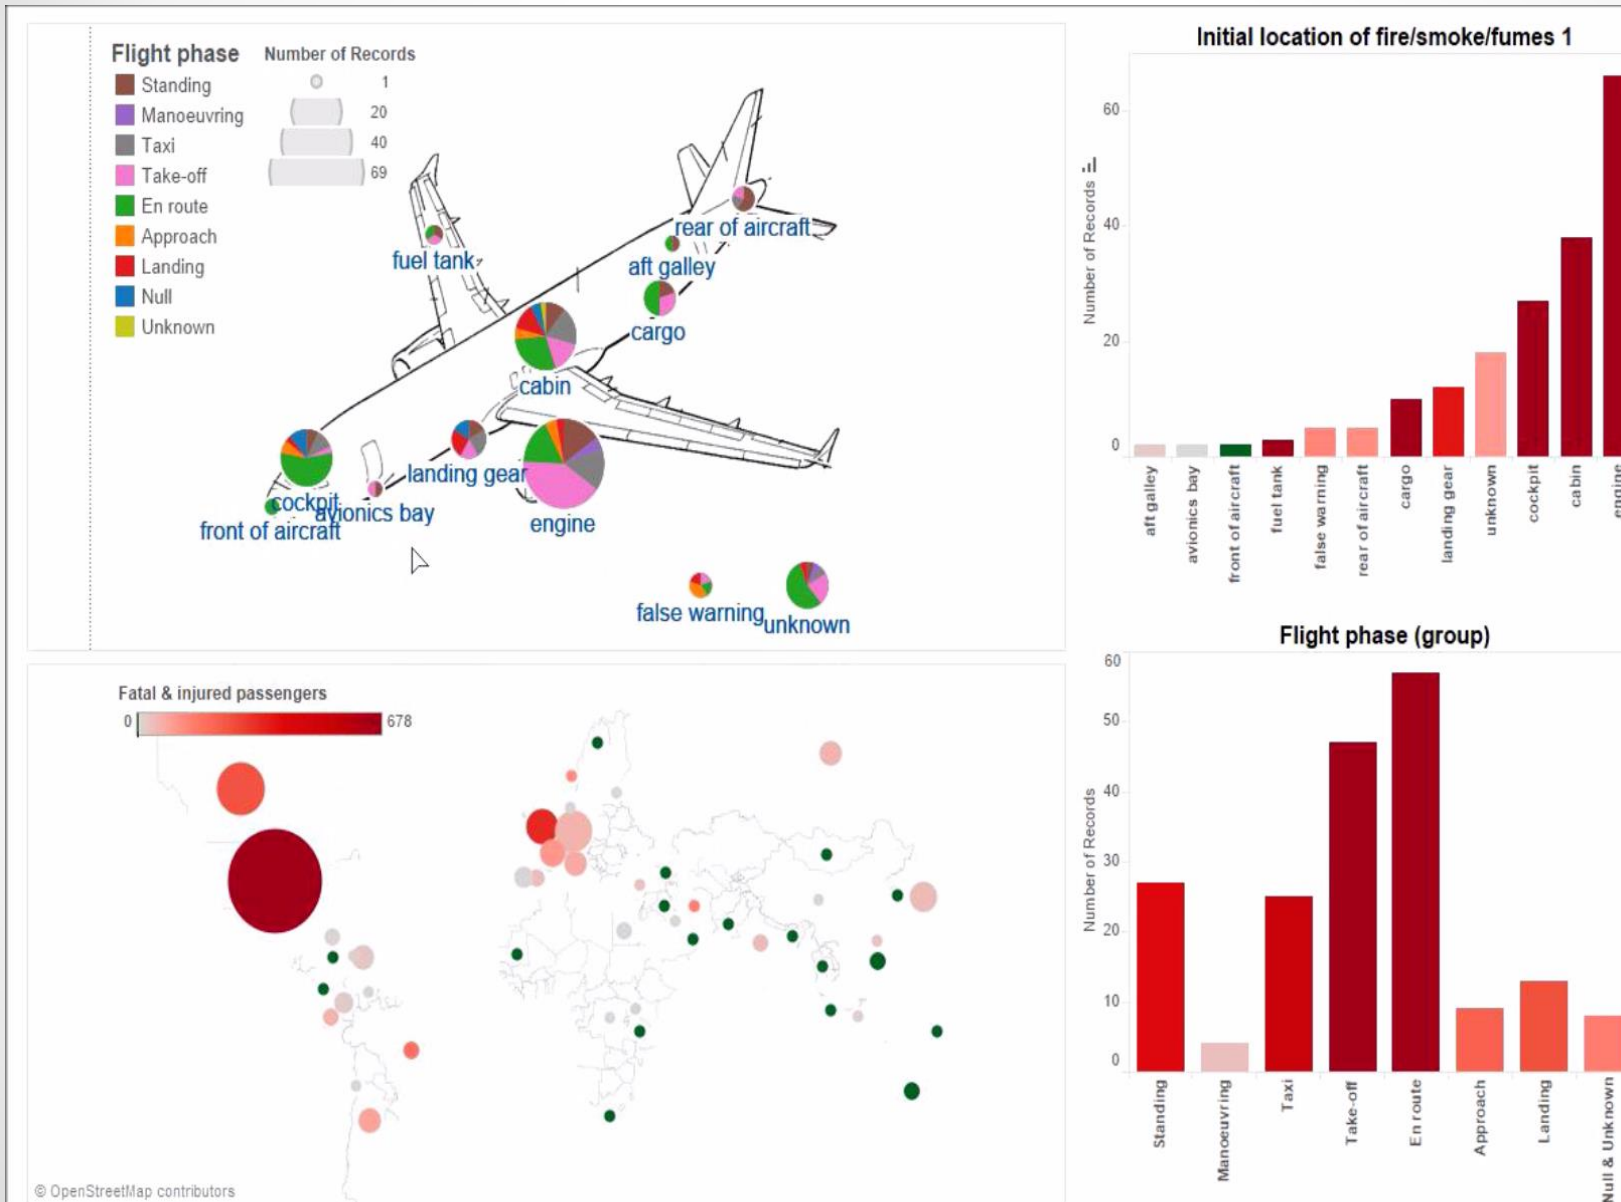 Flight phase
Standing
Manoeuvring
Taxi
Take-off
En route
Approach
Landing
Null
Unknown
Number of Records
1
20
40
69
fuel tank
rear of aircraft
aft galley
cargo
cabin
landing gear
cockpit
avionics bay
front of aircraft
engine
false warning
unknown
Initial location of fire/smoke/fumes 1
Number of Records
60
40
20
0
aft galley
avionics bay
front of aircraft
fuel tank
false warning
rear of aircraft
cargo
landing gear
unknown
cockpit
cabin
engine
Fatal & injured passengers
0
678
© OpenStreetMap contributors
Flight phase (group)
Number of Records
60
50
40
30
20
10
0
Standing
Manoeuvring
Taxi
Take-off
En route
Approach
Landing
Null & Unknown